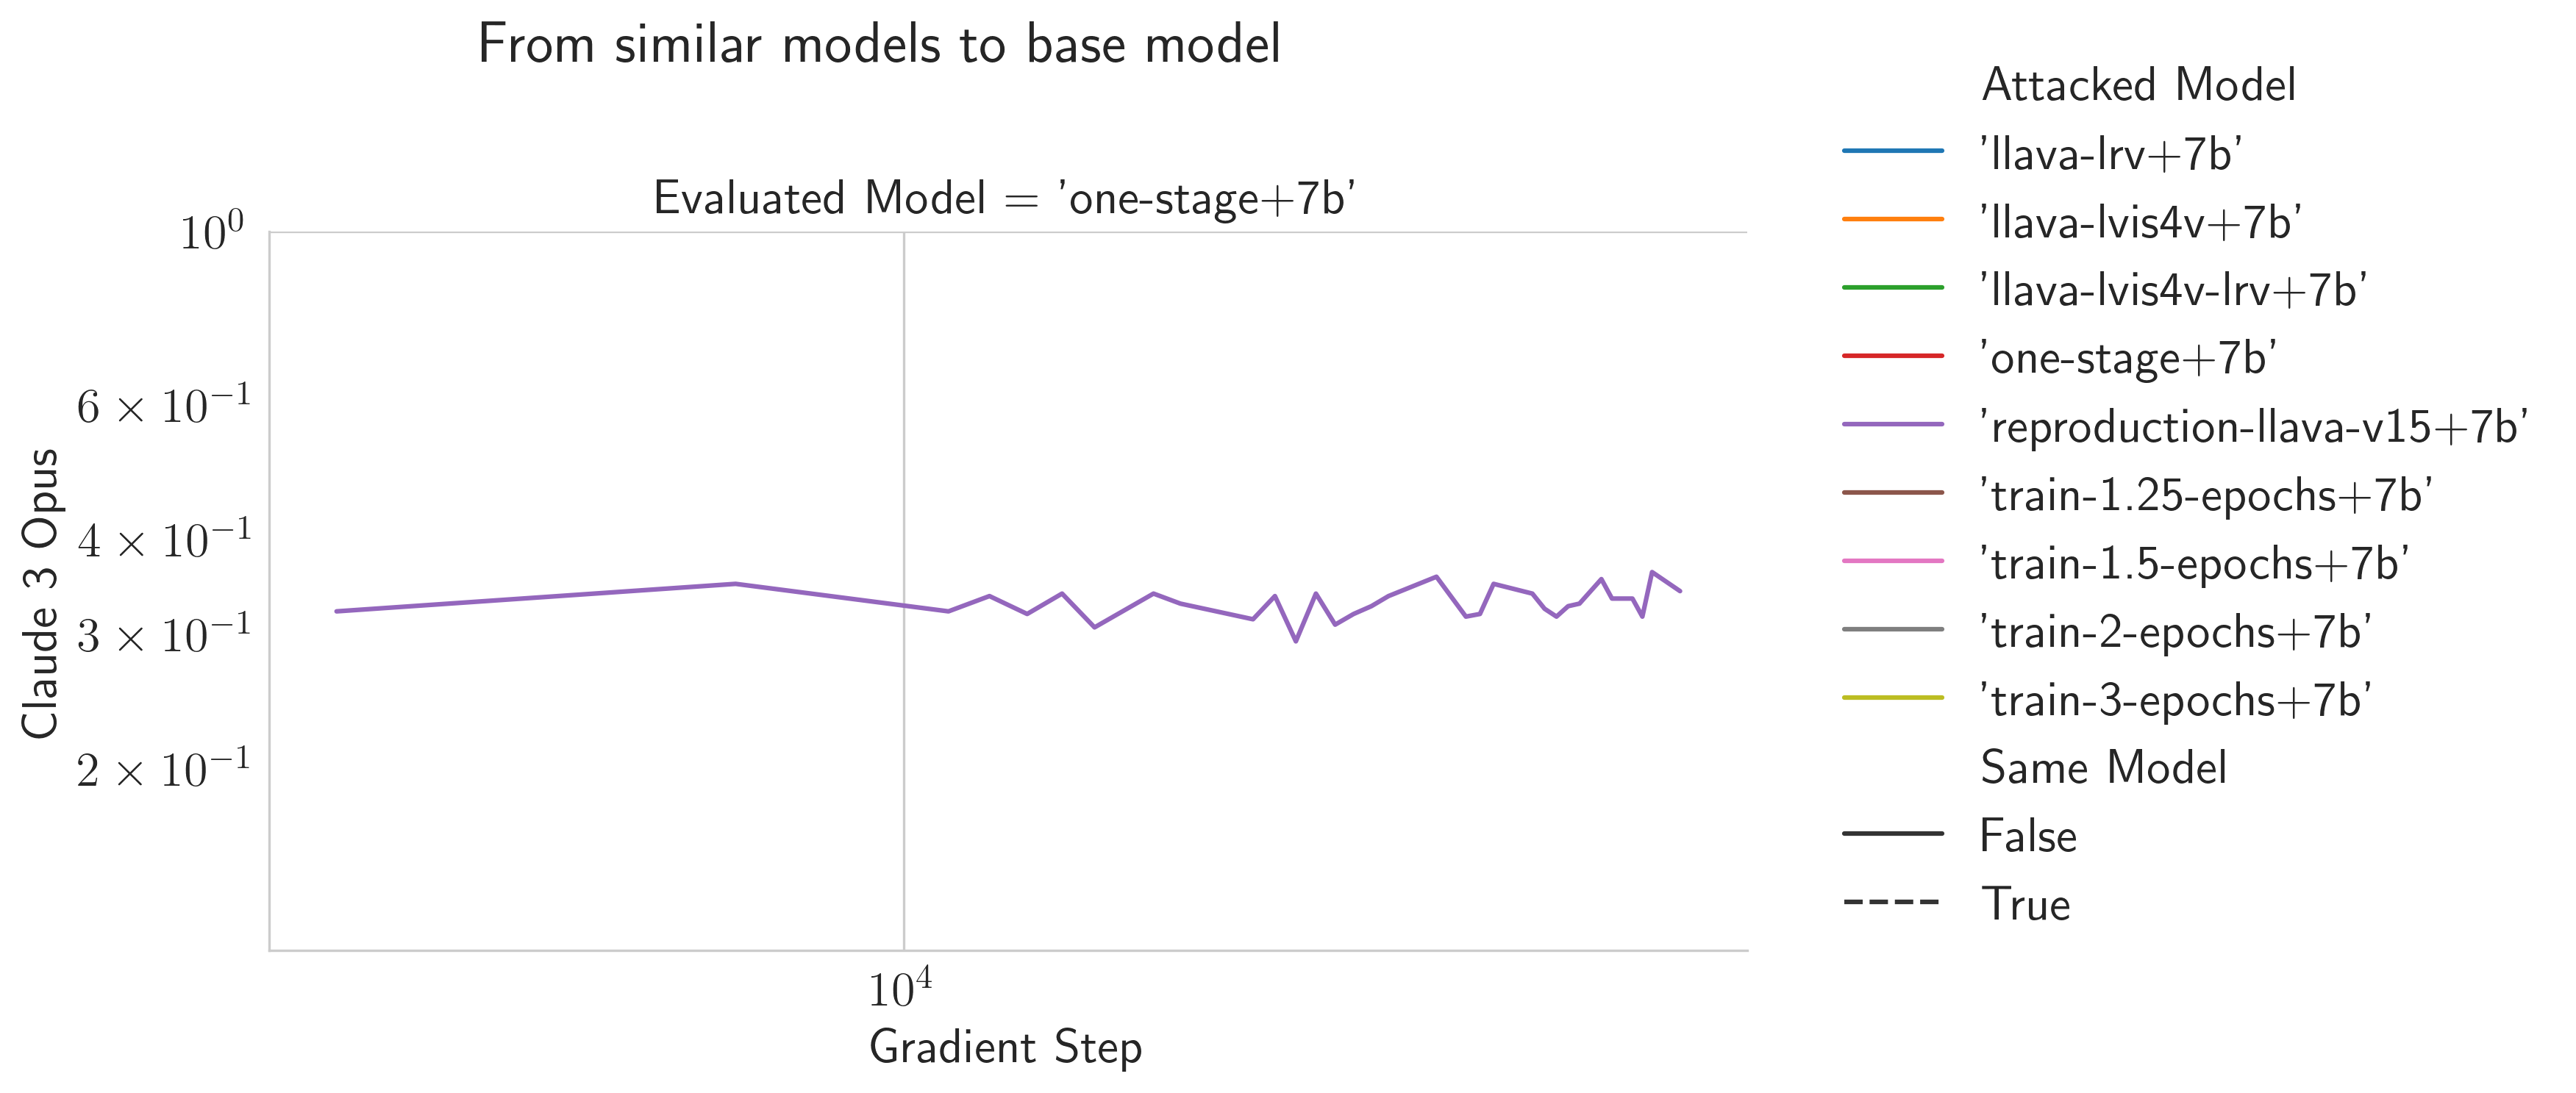 From similar models to base model
Evaluated Model = 'one-stage+7b'
10^0
6 × 10^−1
4 × 10^−1
3 × 10^−1
2 × 10^−1
Claude 3 Opus
10^4
Gradient Step
Attacked Model
'llava-lrv+7b'
'llava-lvis4v+7b'
'llava-lvis4v-lrv+7b'
'one-stage+7b'
'reproduction-llava-v15+7b'
'train-1.25-epochs+7b'
'train-1.5-epochs+7b'
'train-2-epochs+7b'
'train-3-epochs+7b'
Same Model
False
True